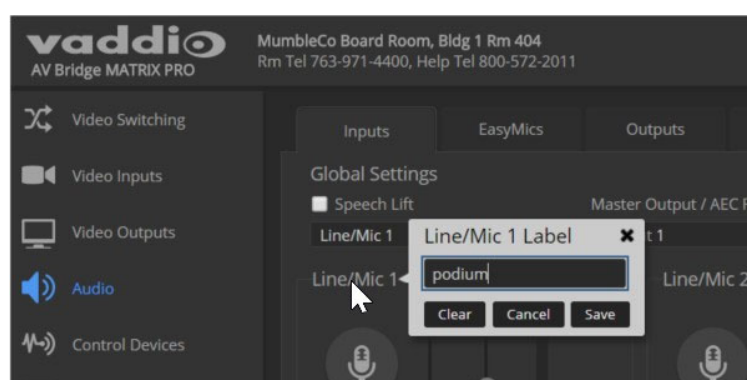 vaddio
AV Bridge MATRIX PRO
MumbleCo Board Room, Bldg 1 Rm 404
Rm Tel 763-971-4400, Help Tel 800-572-2011
Video Switching
Video Inputs
Video Outputs
Audio
Control Devices
Inputs
EasyMics
Outputs
Global Settings
Speech Lift
Master Output / AEC
Line/Mic 1
t 1
Line/Mic 1 Label
podium
Clear
Cancel
Save
Line/Mic 1
Line/Mic 2